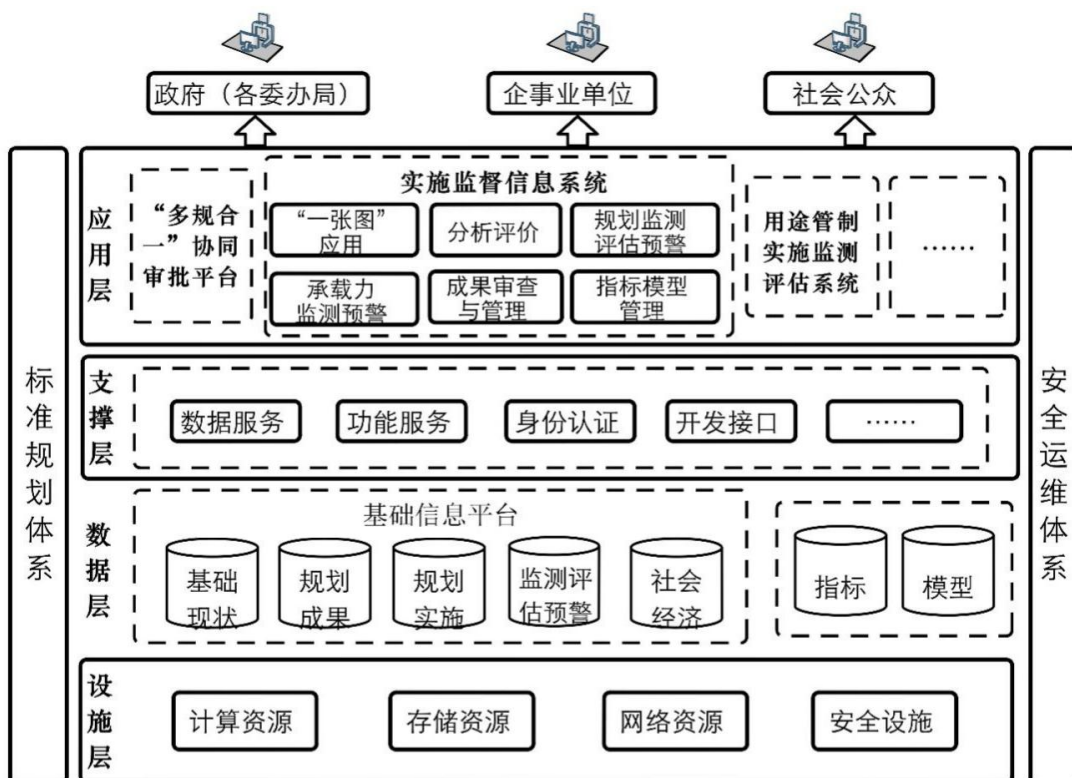 政府（各委办局）
企事业单位
社会公众
标准规划体系
应用层
“多规合
一”协同
审批平台
实施监督信息系统
“一张图”
应用
分析评价
规划监测
评估预警
承载力
监测预警
成果审查
与管理
指标模型
管理
用途管制
实施监测
评估系统
……
支撑层
数据服务
功能服务
身份认证
开发接口
……
数据层
基础信息平台
基础
现状
规划
成果
规划
实施
监测评
估预警
社会
经济
指标
模型
设施层
计算资源
存储资源
网络资源
安全设施
安全运维体系